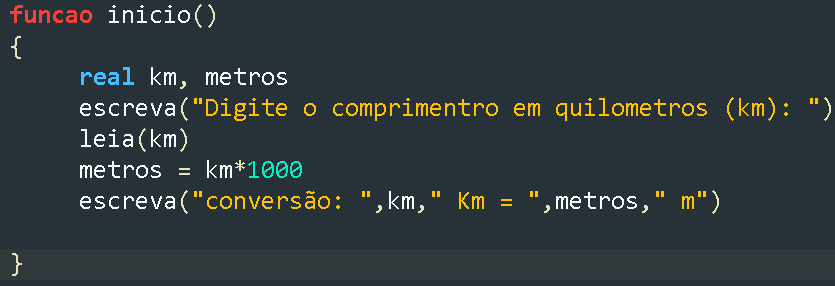 funcao inicio()
{
real km, metros
escreva("Digite o comprimentro em quilometros (km): ")
leia(km)
metros = km*1000
escreva("conversão: ",km," Km = ",metros," m")
}